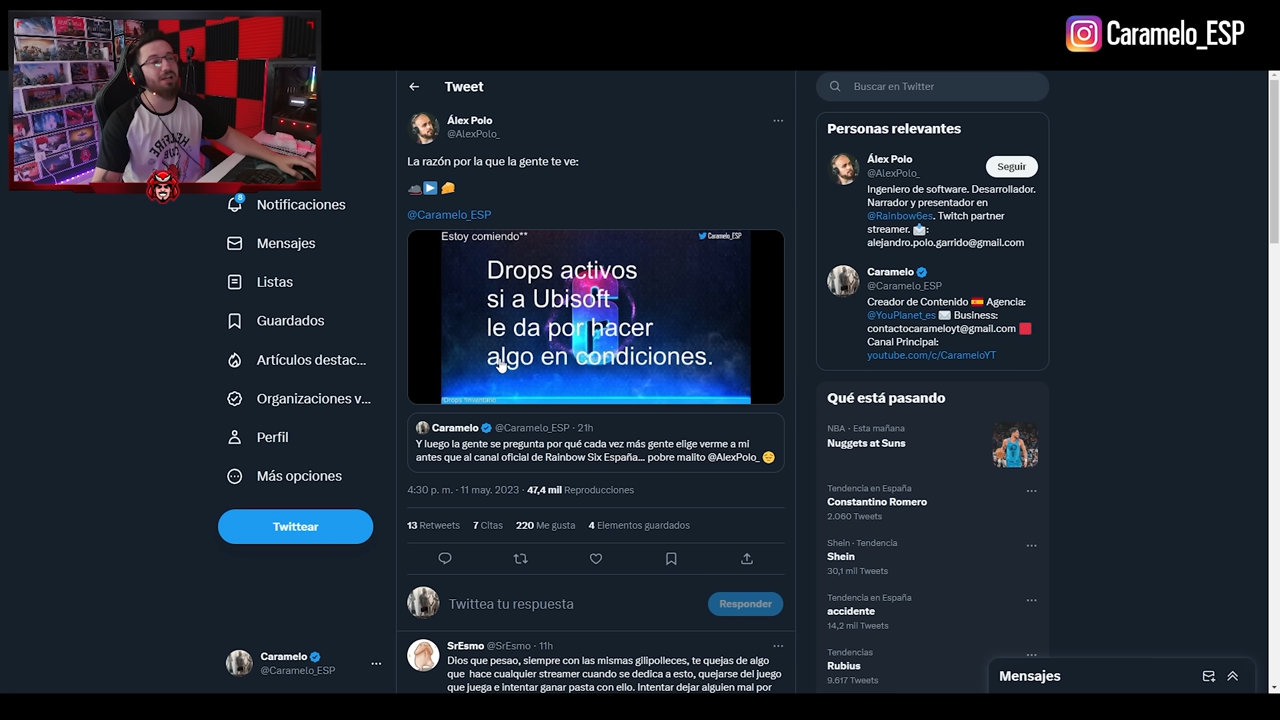 Caramelo_ESP
Tweet
Buscar en Twitter
Álex Polo
@AlexPolo_
La razón por la que la gente te ve:
@Caramelo_ESP
Estoy comiendo**
Caramelo_ESP
Drops activos
si a Ubisoft
le da por hacer
algo en condiciones.
Caramelo @Caramelo_ESP · 21h
Y luego la gente se pregunta por qué cada vez más gente elige verme a mi
antes que al canal oficial de Rainbow Six España... pobre malito @AlexPolo_
4:30 p. m. · 11 may. 2023 · 47,4 mil Reproducciones
13 Retweets 7 Citas 220 Me gusta 4 Elementos guardados
Twittea tu respuesta
Responder
SrEsmo @SrEsmo · 11h
Dios que pesao, siempre con las mismas gilipolleces, te quejas de algo
que hace cualquier streamer cuando se dedica a esto, quejarse del juego
que juega e intentar ganar pasta con ello. Intentar dejar alguien mal por
8
Notificaciones
Mensajes
Listas
Guardados
Artículos destac...
Organizaciones v...
Perfil
Más opciones
Twittear
Caramelo
@Caramelo_ESP
Personas relevantes
Álex Polo
@AlexPolo_
Seguir
Ingeniero de software. Desarrollador.
Narrador y presentador en
@Rainbow6es. Twitch partner
streamer. :
alejandro.polo.garrido@gmail.com
Caramelo
@Caramelo_ESP
Creador de Contenido Agencia:
@YouPlanet_es Business:
contactocarameloyt@gmail.com
Canal Principal:
youtube.com/c/CarameloYT
Qué está pasando
NBA · Esta mañana
Nuggets at Suns
Tendencia en España
Constantino Romero
2.060 Tweets
Shein · Tendencia
Shein
30,1 mil Tweets
Tendencia en España
accidente
14,2 mil Tweets
Tendencias
Rubius
9.617 Tweets
Mensajes